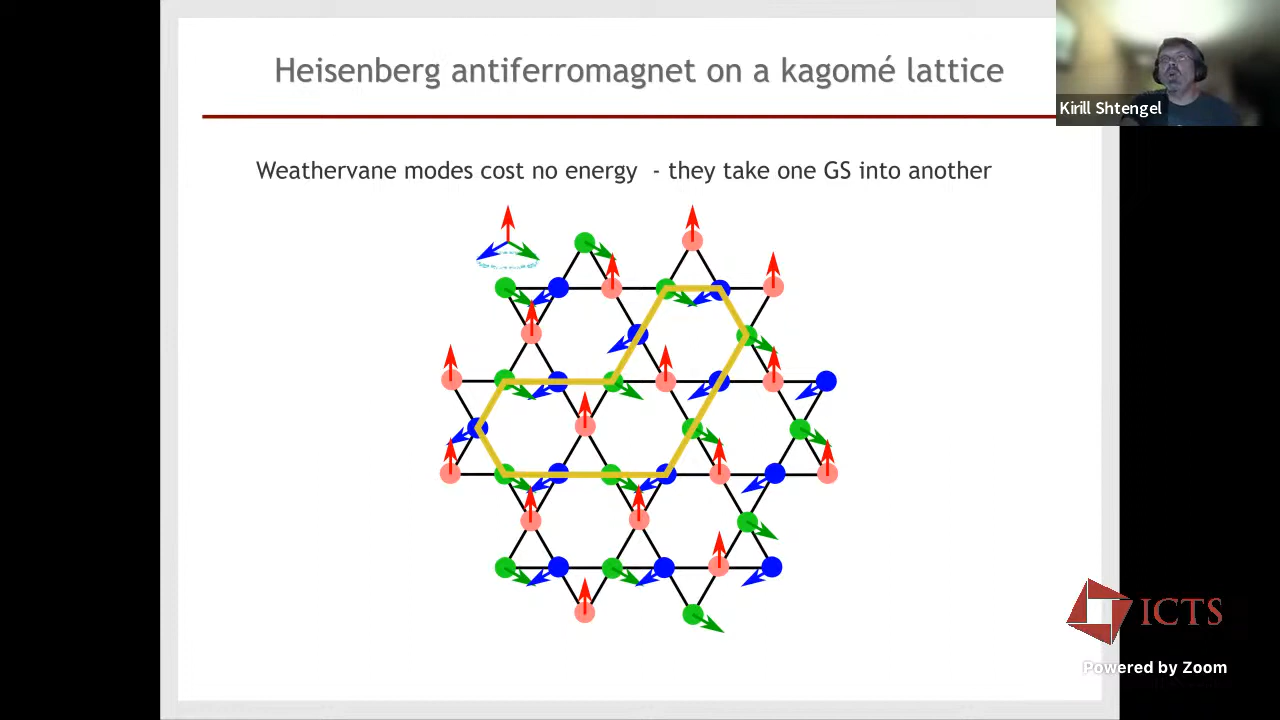 Heisenberg antiferromagnet on a kagomé lattice
Kirill Shtengel
Weathervane modes cost no energy - they take one GS into another
ICTS
Powered by Zoom